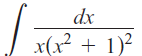 ∫ dx / x(x² + 1)²